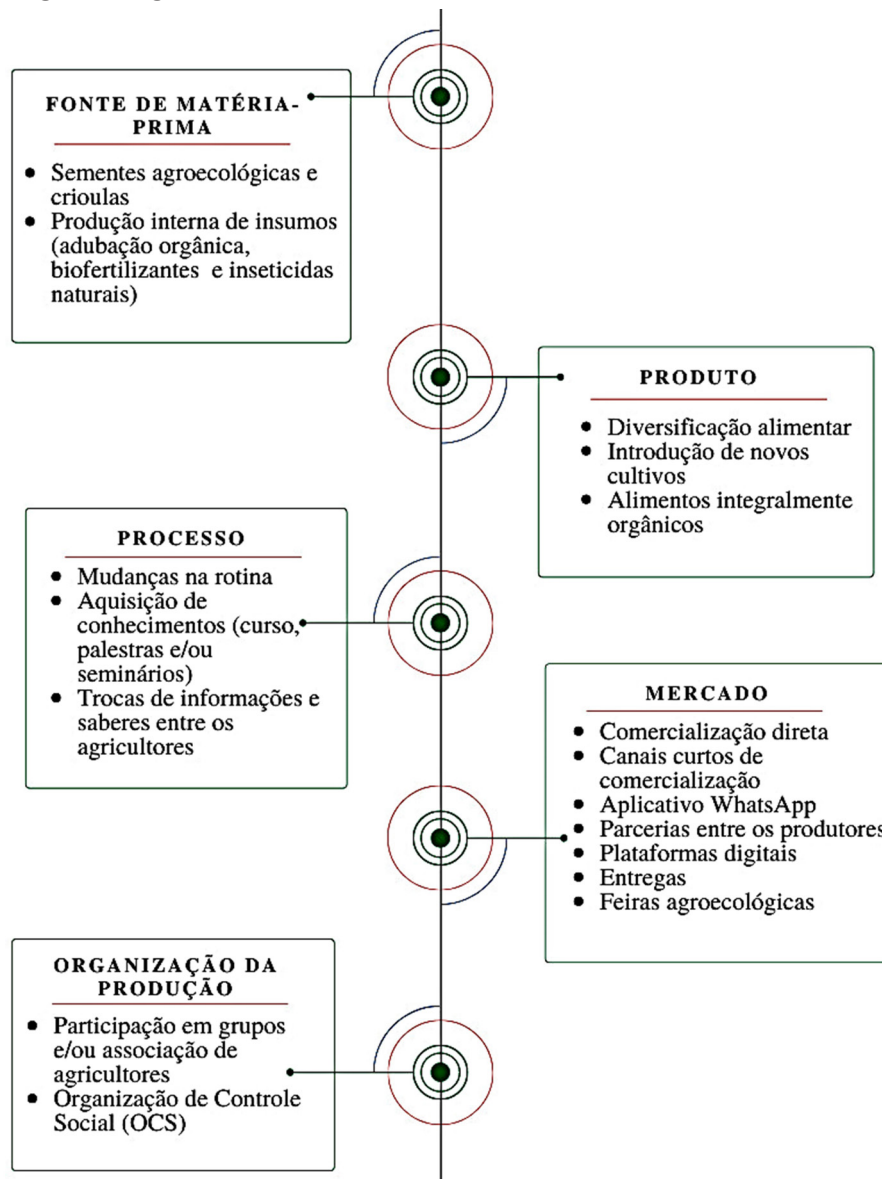 FONTE DE MATÉRIA-
PRIMA
• Sementes agroecológicas e
crioulas
• Produção interna de insumos
(adubação orgânica,
biofertilizantes e inseticidas
naturais)
PRODUTO
• Diversificação alimentar
• Introdução de novos
cultivos
• Alimentos integralmente
orgânicos
PROCESSO
• Mudanças na rotina
• Aquisição de
conhecimentos (curso,
palestras e/ou
seminários)
• Trocas de informações e
saberes entre os
agricultores
MERCADO
• Comercialização direta
• Canais curtos de
comercialização
• Aplicativo WhatsApp
• Parcerias entre os produtores
• Plataformas digitais
• Entregas
• Feiras agroecológicas
ORGANIZAÇÃO DA
PRODUÇÃO
• Participação em grupos
e/ou associação de
agricultores
• Organização de Controle
Social (OCS)